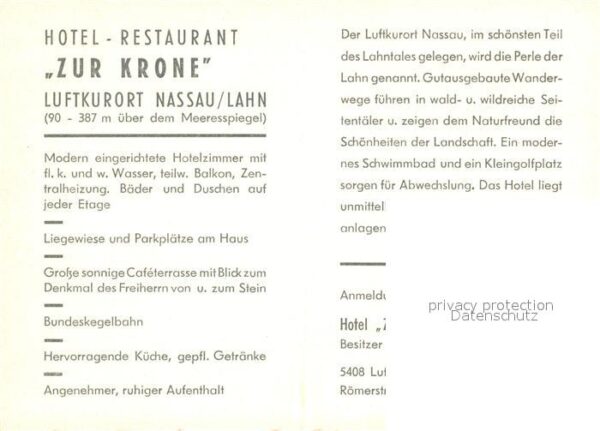 HOTEL - RESTAURANT
„ZUR KRONE"
LUFTKURORT NASSAU/LAHN
(90 - 387 m über dem Meeresspiegel)
Modern eingerichtete Hotelzimmer mit
fl. k. und w. Wasser, teilw. Balkon, Zen-
tralheizung. Bäder und Duschen auf
jeder Etage
Liegewiese und Parkplätze am Haus
Große sonnige Caféterrasse mit Blick zum
Denkmal des Freiherrn von u. zum Stein
Bundeskegelbahn
Hervorragende Küche, gepfl. Getränke
Angenehmer, ruhiger Aufenthalt
Der Luftkurort Nassau, im schönsten Teil
des Lahntales gelegen, wird die Perle der
Lahn genannt. Gutausgebaute Wander-
wege führen in wald- u. wildreiche Sei-
tentäler u. zeigen dem Naturfreund die
Schönheiten der Landschaft. Ein moder-
nes Schwimmbad und ein Kleingolfplatz
sorgen für Abwechslung. Das Hotel liegt
unmittel
anlagen
Anmeldu
Hotel „Z
Besitzer
5408 Luf
Römerstr
privacy protection
Datenschutz